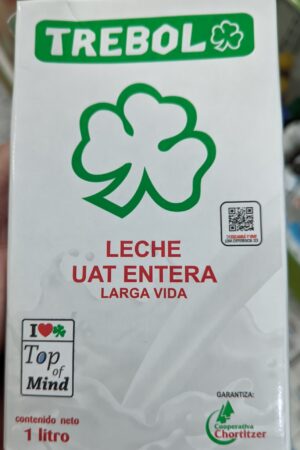 TREBOL
LECHE
UAT ENTERA
LARGA VIDA
I
Top
of
Mind
contenido neto
1 litro
GARANTIZA:
Cooperativa
Chortitzer